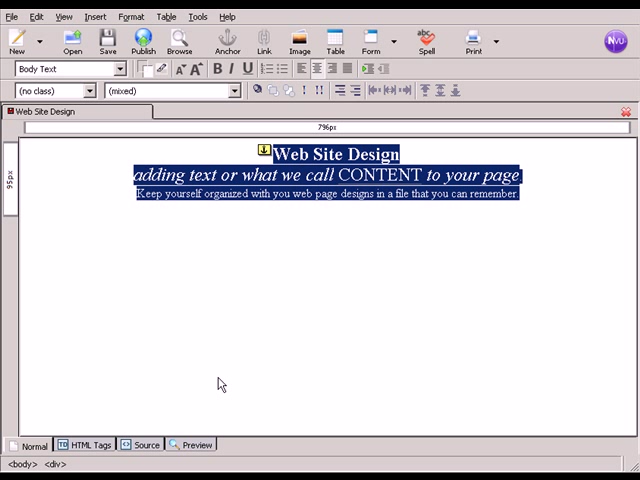 File Edit View Insert Format Table Tools Help
New Open Save Publish Browse Anchor Link Image Table Form Spell Print
abc
NVU
Body Text
B I U
(no class) (mixed)
Web Site Design
796px
95px
Web Site Design
adding text or what we call CONTENT to your page
Keep yourself organized with you web page designs in a file that you can remember.
Normal HTML Tags Source Preview
<body> <div>